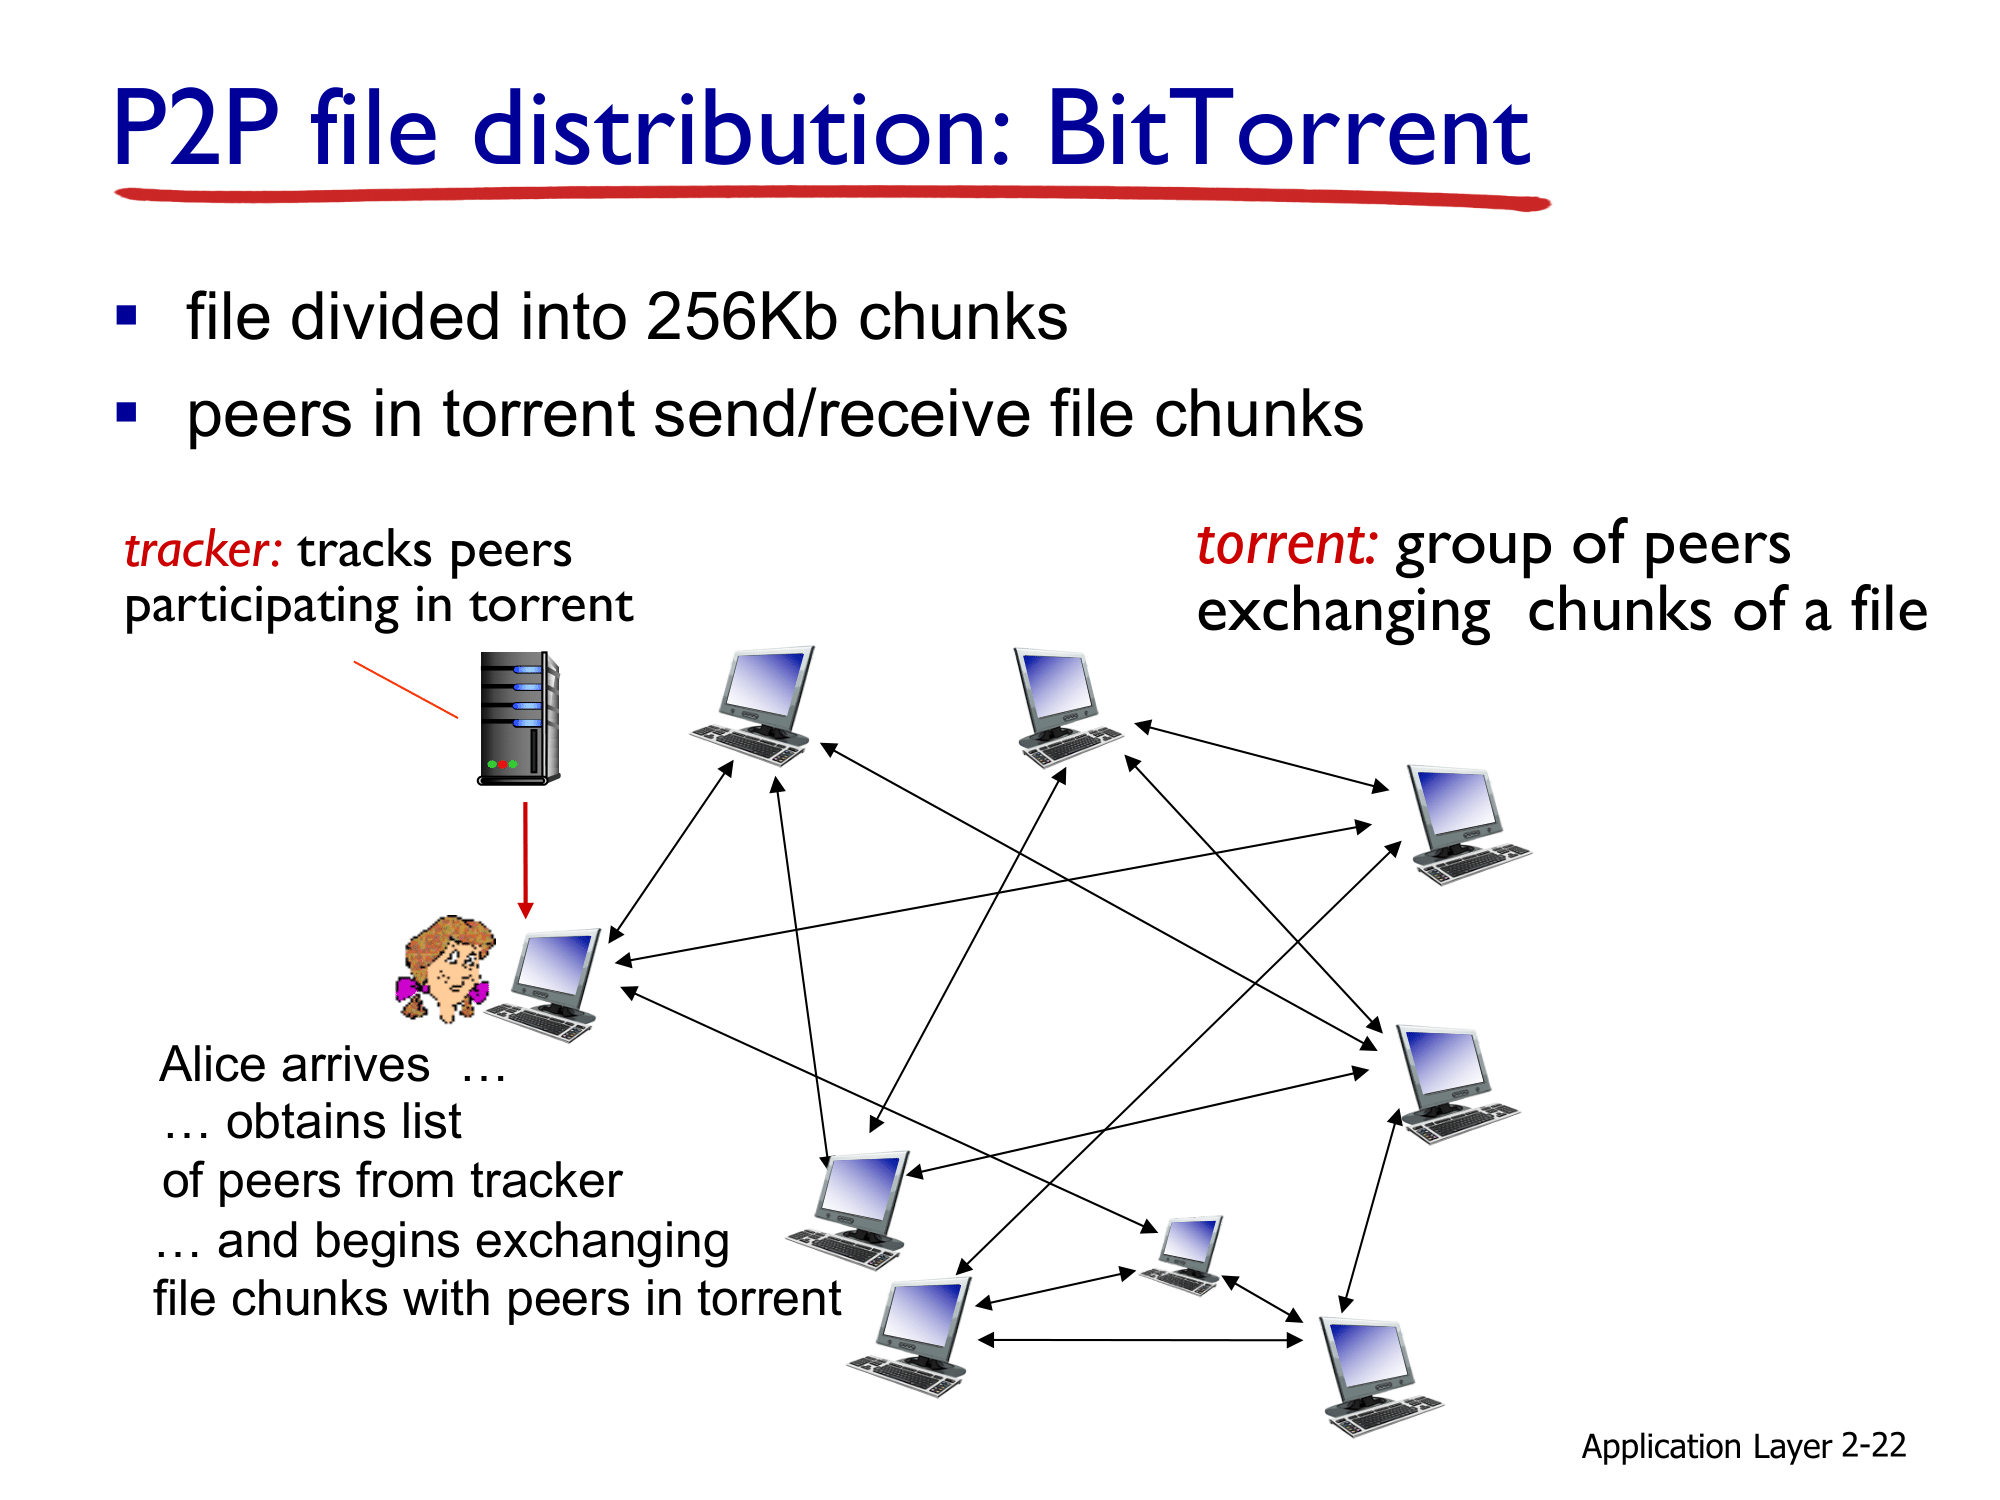 P2P file distribution: BitTorrent
▪ file divided into 256Kb chunks
▪ peers in torrent send/receive file chunks
tracker: tracks peers
participating in torrent
torrent: group of peers
exchanging chunks of a file
Alice arrives …
… obtains list
of peers from tracker
… and begins exchanging
file chunks with peers in torrent
Application Layer 2-22